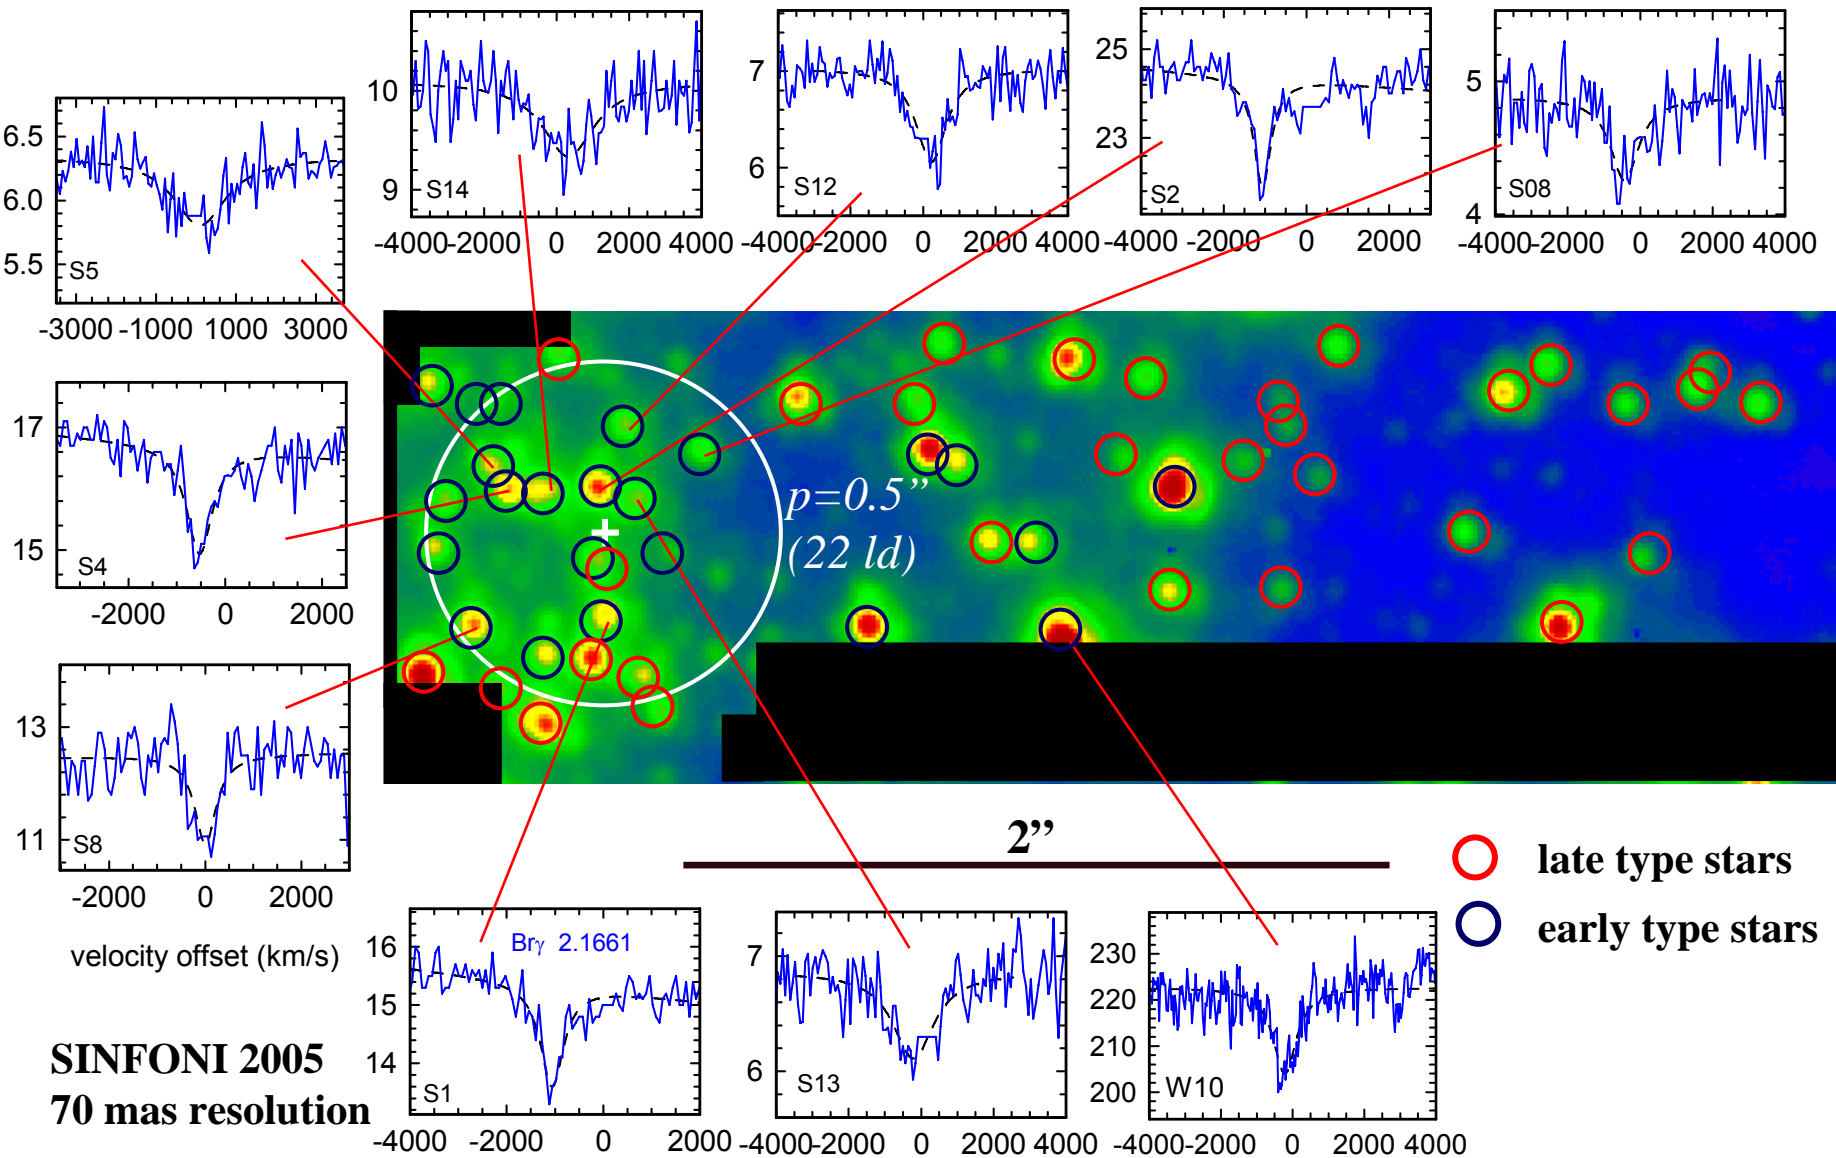 -4000 -2000 0 2000 4000
10
9
S14
-4000 -2000 0 2000 4000
7
6
S12
-4000 -2000 0 2000 4000
25
23
S2
-4000 -2000 0 2000
5
4
S08
-4000 -2000 0 2000 4000
6.5
6.0
5.5
S5
-3000 -1000 1000 3000
17
15
S4
-2000 0 2000
13
11
S8
-2000 0 2000
velocity offset (km/s)
p=0.5”
(22 ld)
2”
late type stars
early type stars
SINFONI 2005
70 mas resolution
16
15
14
Brγ 2.1661
S1
-4000 -2000 0 2000
7
6
S13
-4000 -2000 0 2000 4000
230
220
210
200
W10
-4000 -2000 0 2000 4000